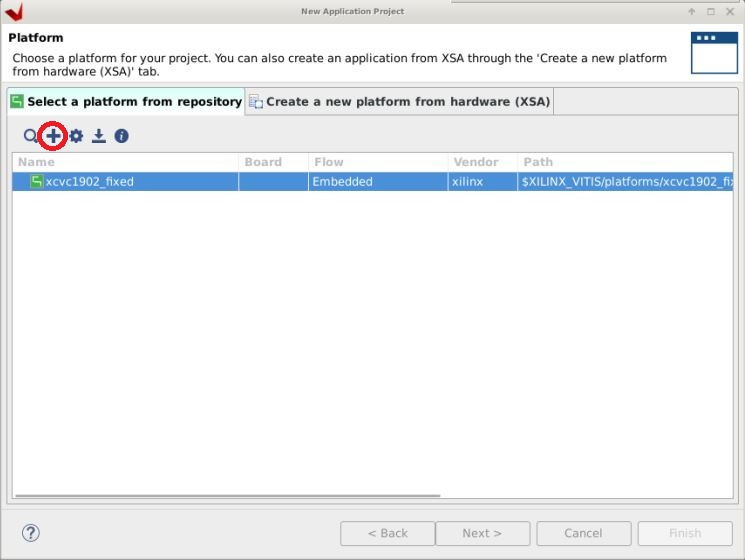 New Application Project
Platform
Choose a platform for your project. You can also create an application from XSA through the 'Create a new platform
from hardware (XSA)' tab.
Select a platform from repository Create a new platform from hardware (XSA)
Name Board Flow Vendor Path
xcvc1902_fixed Embedded xilinx $XILINX_VITIS/platforms/xcvc1902_fix
< Back Next > Cancel Finish